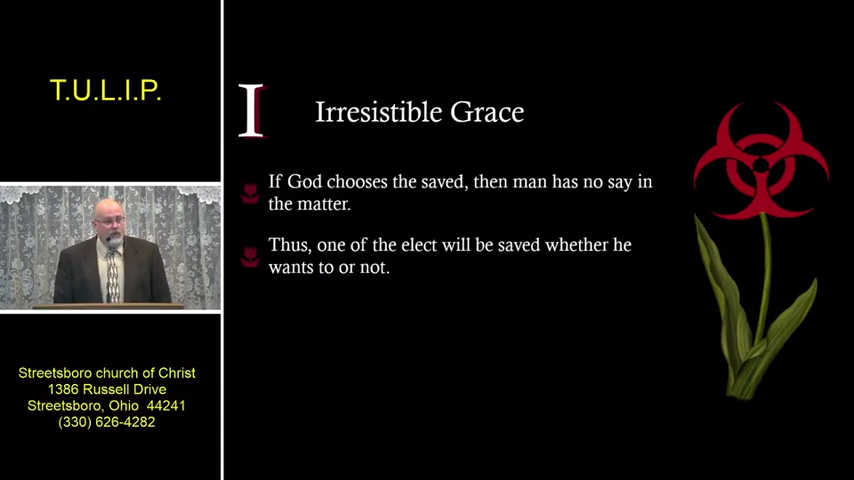 T.U.L.I.P.
I
Irresistible Grace
If God chooses the saved, then man has no say in
the matter.
Thus, one of the elect will be saved whether he
wants to or not.
Streetsboro church of Christ
1386 Russell Drive
Streetsboro, Ohio 44241
(330) 626-4282